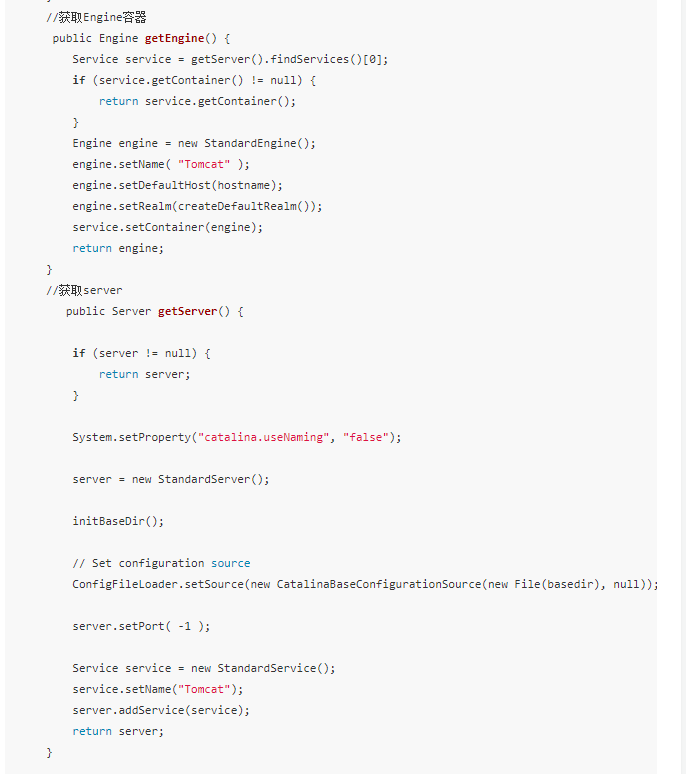 //获取Engine容器
public Engine getEngine() {
Service service = getServer().findServices()[0];
if (service.getContainer() != null) {
return service.getContainer();
}
Engine engine = new StandardEngine();
engine.setName( "Tomcat" );
engine.setDefaultHost(hostname);
engine.setRealm(createDefaultRealm());
service.setContainer(engine);
return engine;
}
//获取server
public Server getServer() {
if (server != null) {
return server;
}
System.setProperty("catalina.useNaming", "false");
server = new StandardServer();
initBaseDir();
// Set configuration source
ConfigFileLoader.setSource(new CatalinaBaseConfigurationSource(new File(basedir), null));
server.setPort( -1 );
Service service = new StandardService();
service.setName("Tomcat");
server.addService(service);
return server;
}